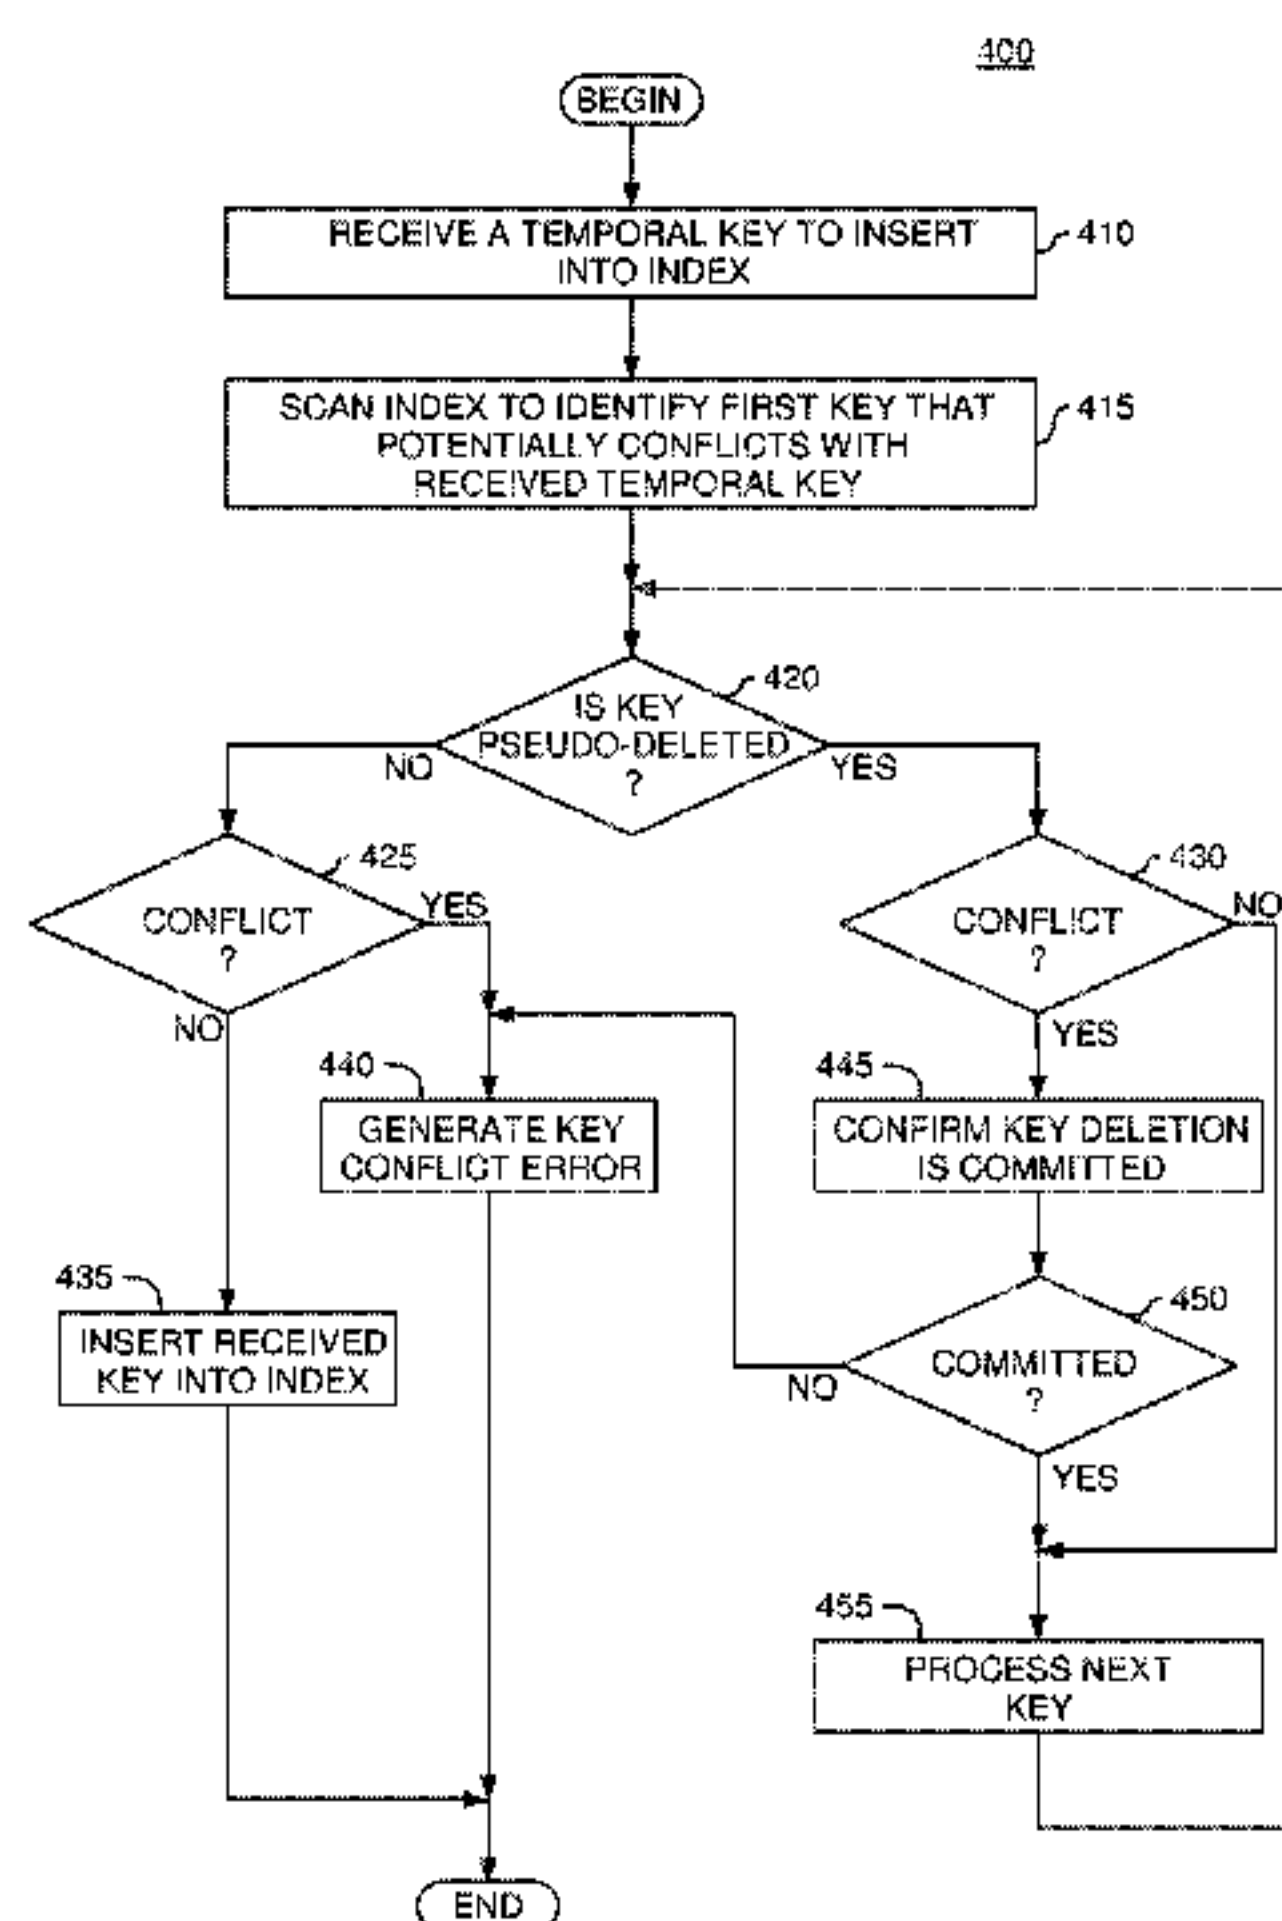 400
BEGIN
RECEIVE A TEMPORAL KEY TO INSERT
INTO INDEX
410
SCAN INDEX TO IDENTIFY FIRST KEY THAT
POTENTIALLY CONFLICTS WITH
RECEIVED TEMPORAL KEY
415
420
IS KEY
PSEUDO-DELETED
?
NO
YES
425
CONFLICT
?
YES
NO
430
CONFLICT
?
NO
YES
440
GENERATE KEY
CONFLICT ERROR
445
CONFIRM KEY DELETION
IS COMMITTED
435
INSERT RECEIVED
KEY INTO INDEX
450
COMMITTED
?
NO
YES
455
PROCESS NEXT
KEY
END